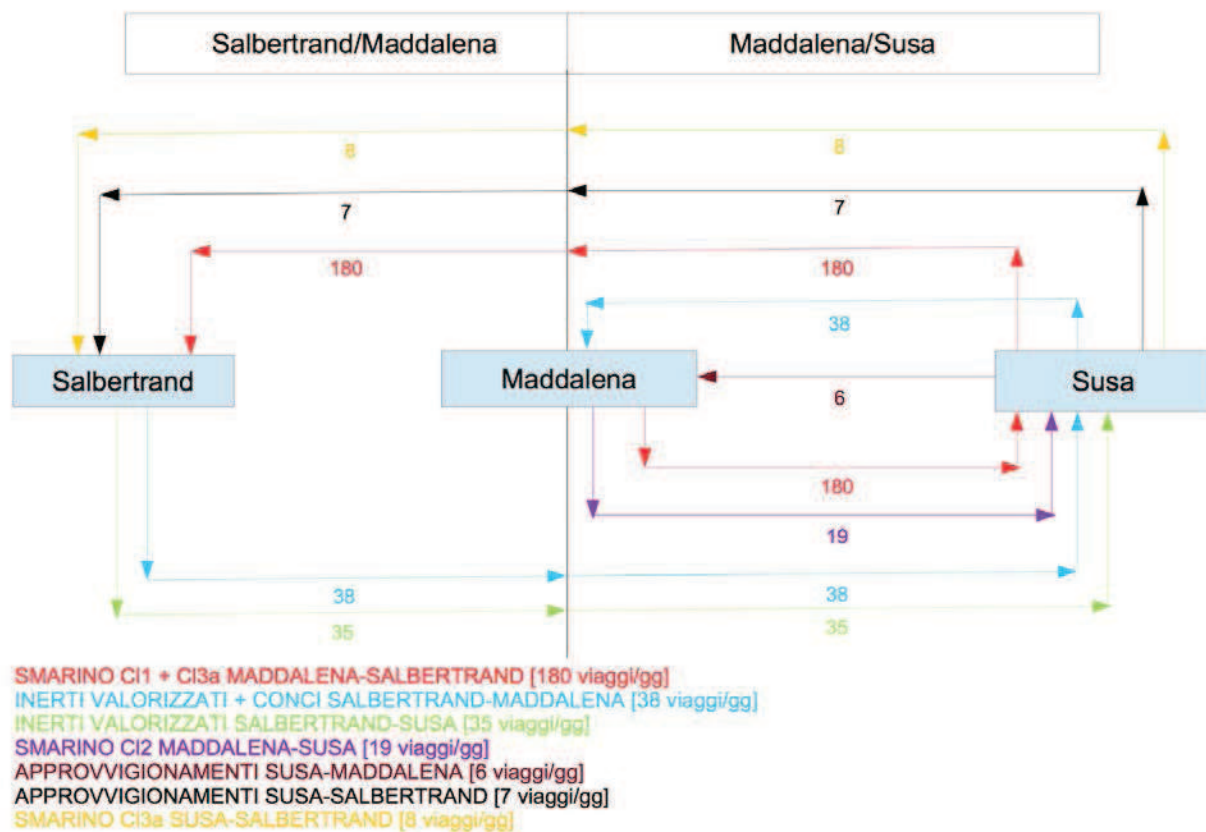 Salbertrand/Maddalena Maddalena/Susa
8 8
7 7
180 180
38
Salbertrand Maddalena Susa
6
180
19
38 38
35 35
SMARINO Cl1 + Cl3a MADDALENA-SALBERTRAND [180 viaggi/gg]
INERTI VALORIZZATI + CONCI SALBERTRAND-MADDALENA [38 viaggi/gg]
INERTI VALORIZZATI SALBERTRAND-SUSA [35 viaggi/gg]
SMARINO Cl2 MADDALENA-SUSA [19 viaggi/gg]
APPROVVIGIONAMENTI SUSA-MADDALENA [6 viaggi/gg]
APPROVVIGIONAMENTI SUSA-SALBERTRAND [7 viaggi/gg]
SMARINO Cl3a SUSA-SALBERTRAND [8 viaggi/gg]